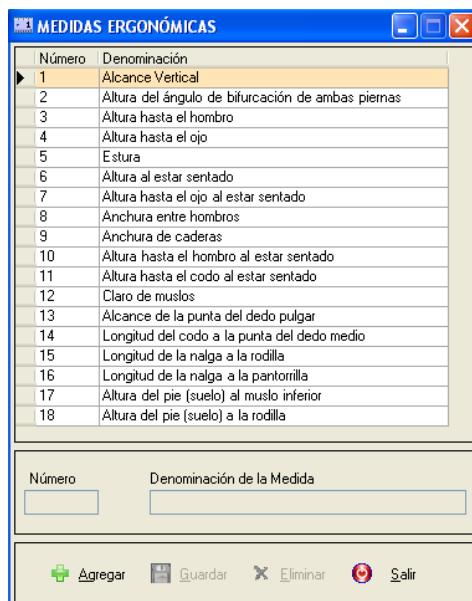 MEDIDAS ERGONÓMICAS
Número Denominación
1 Alcance Vertical
2 Altura del ángulo de bifurcación de ambas piernas
3 Altura hasta el hombro
4 Altura hasta el ojo
5 Estura
6 Altura al estar sentado
7 Altura hasta el ojo al estar sentado
8 Anchura entre hombros
9 Anchura de caderas
10 Altura hasta el hombro al estar sentado
11 Altura hasta el codo al estar sentado
12 Claro de muslos
13 Alcance de la punta del dedo pulgar
14 Longitud del codo a la punta del dedo medio
15 Longitud de la nalga a la rodilla
16 Longitud de la nalga a la pantorrilla
17 Altura del pie (suelo) al muslo inferior
18 Altura del pie (suelo) a la rodilla
Número Denominación de la Medida
Agregar Guardar Eliminar Salir